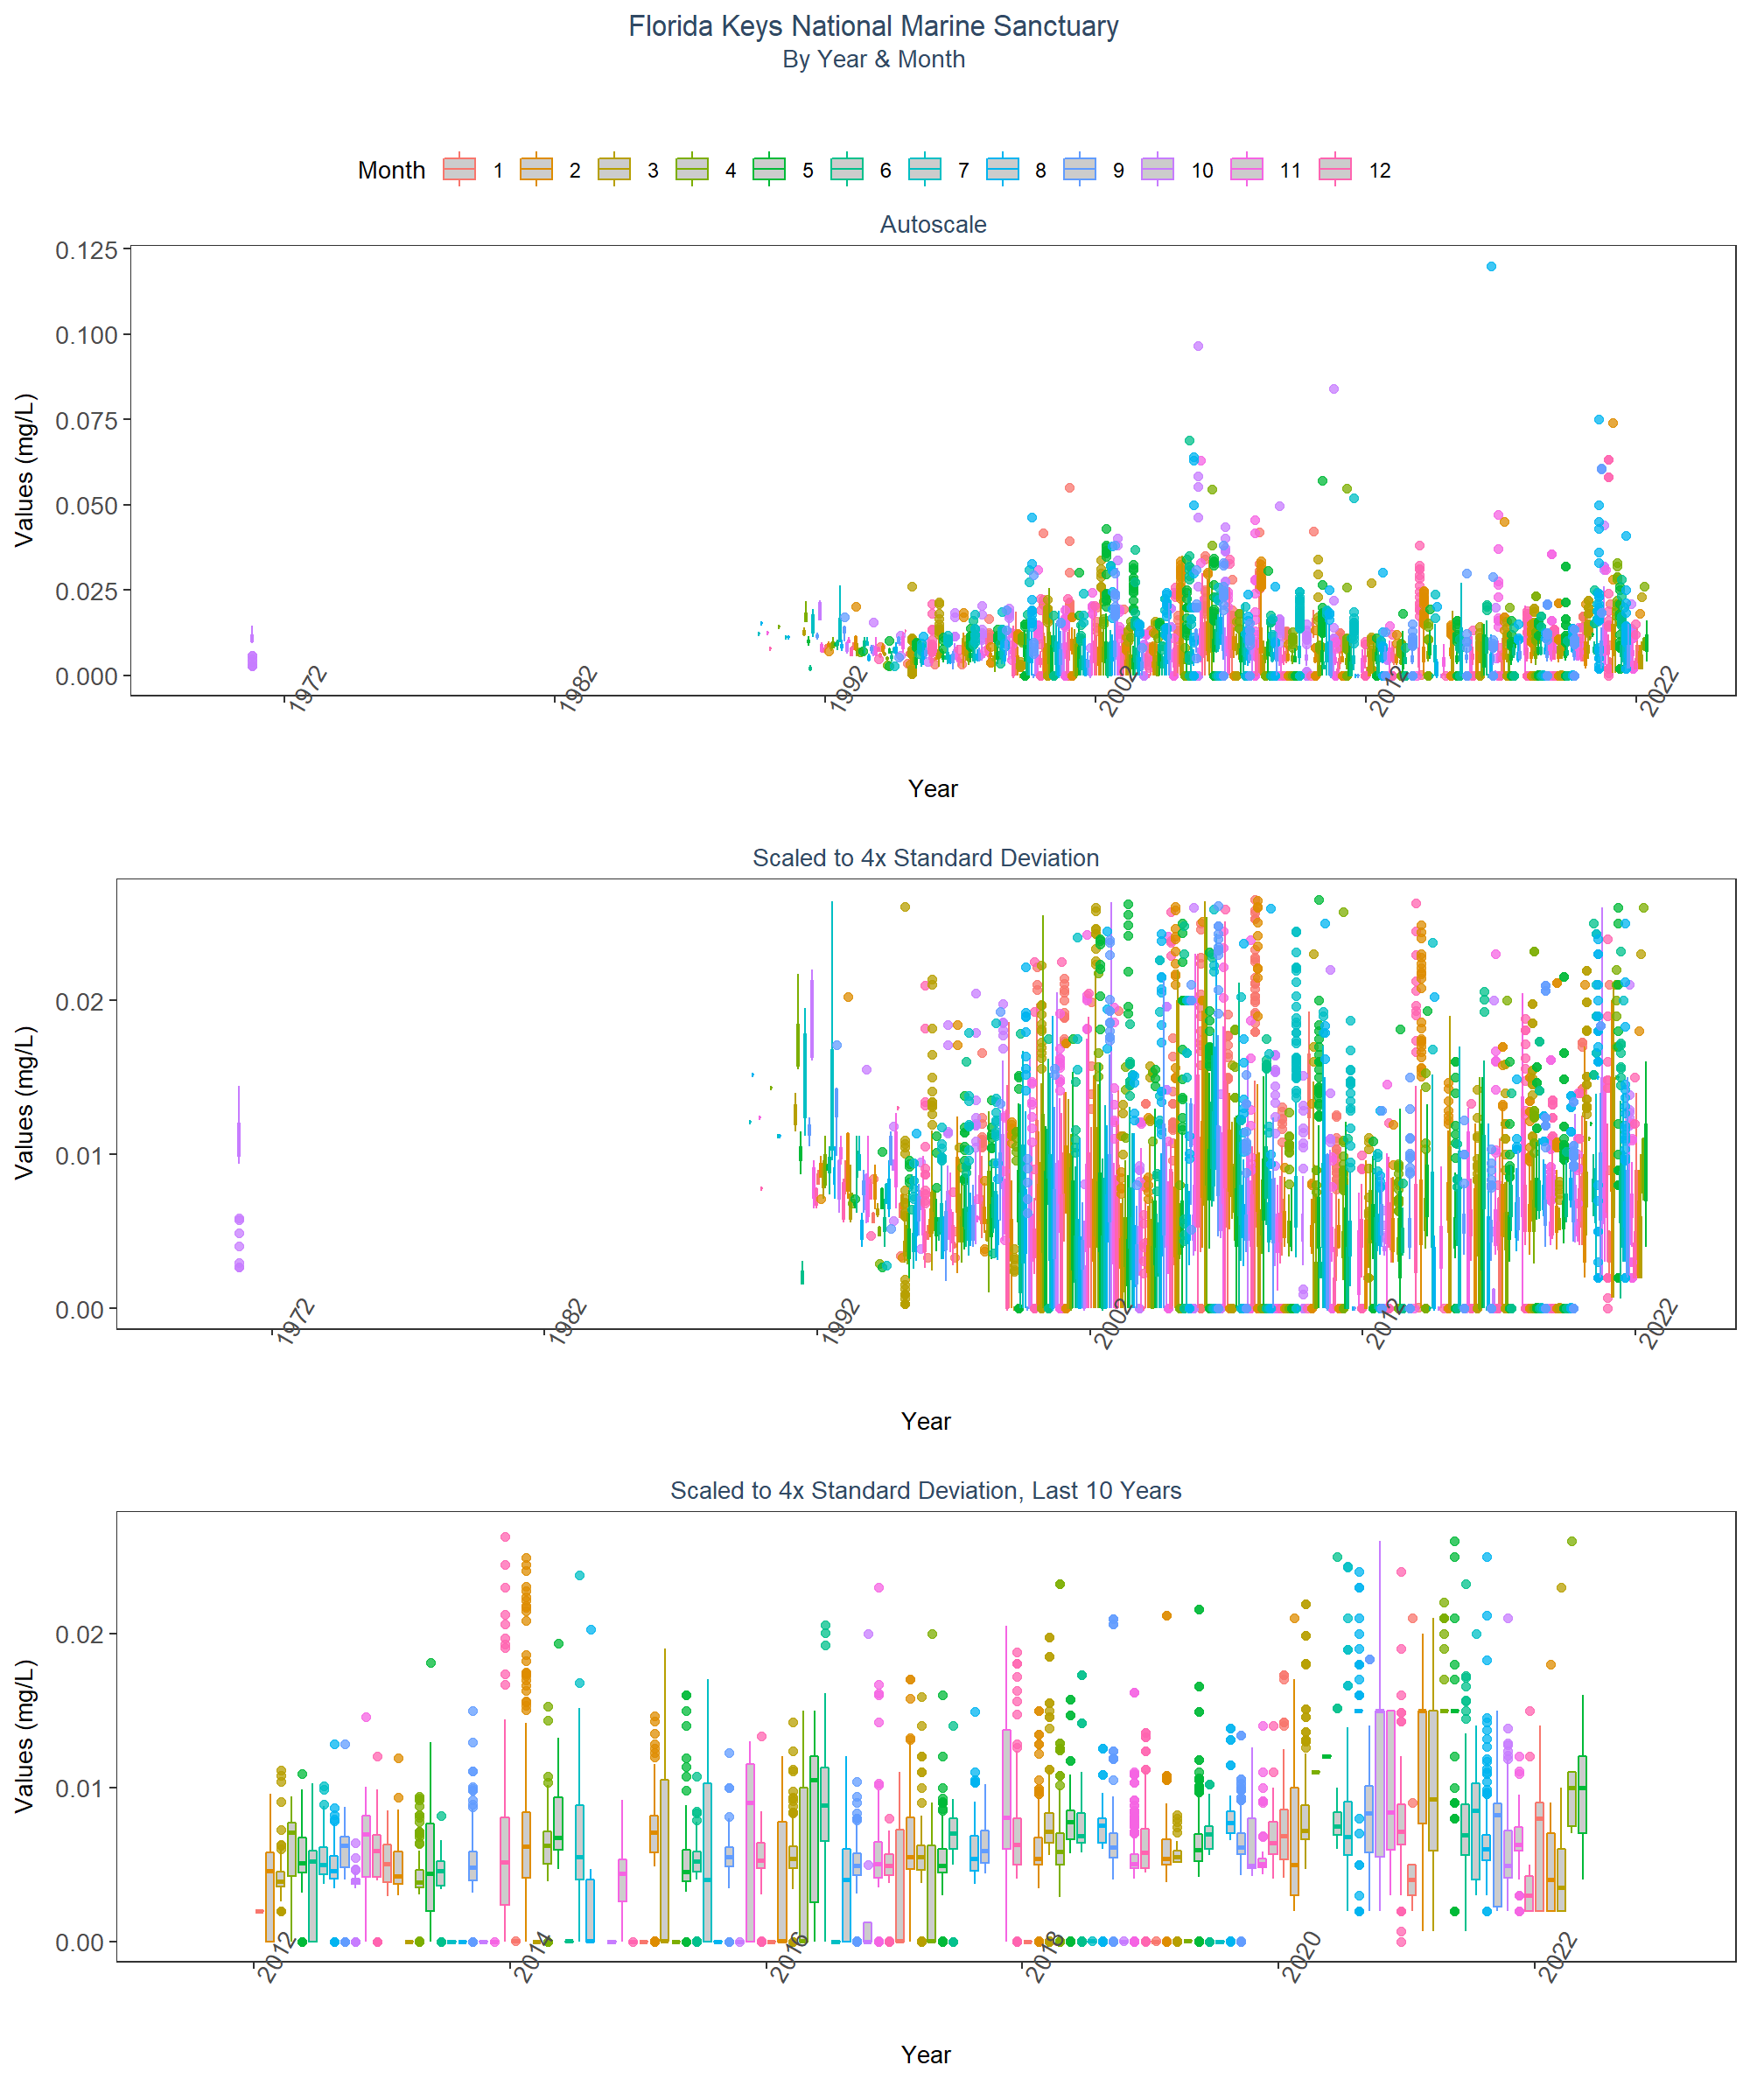 Florida Keys National Marine Sanctuary
By Year & Month
Month 1 2 3 4 5 6 7 8 9 10 11 12
Autoscale
Values (mg/L)
0.125
0.100
0.075
0.050
0.025
0.000
1972 1982 1992 2002 2012 2022
Year
Scaled to 4x Standard Deviation
Values (mg/L)
0.02
0.01
0.00
1972 1982 1992 2002 2012 2022
Year
Scaled to 4x Standard Deviation, Last 10 Years
Values (mg/L)
0.02
0.01
0.00
2012 2014 2016 2018 2020 2022
Year